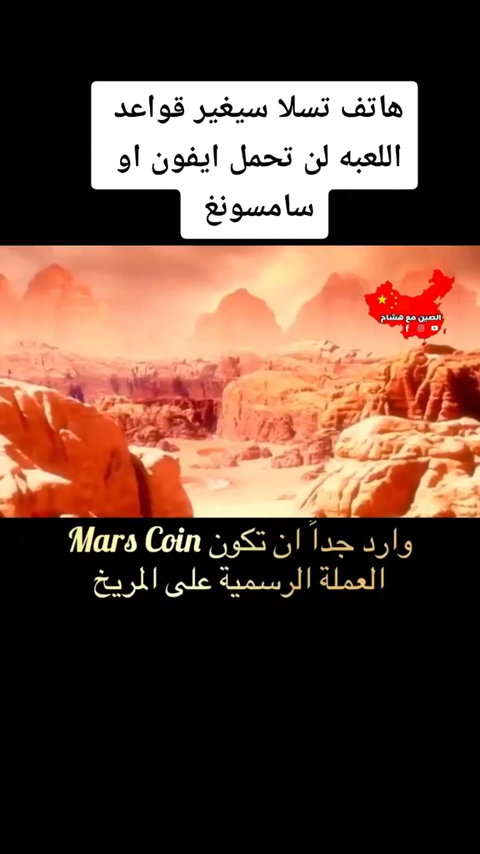 هاتف تسلا سيغير قواعد
اللعبه لن تحمل ايفون او
سامسونغ
الصين مع هشام
وارد جداً ان تكون Mars Coin
العملة الرسمية على المريخ